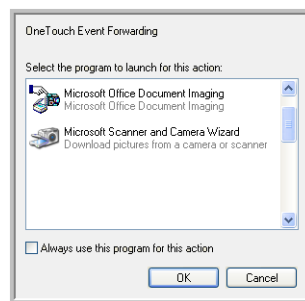 OneTouch Event Forwarding
Select the program to launch for this action:
Microsoft Office Document Imaging
Microsoft Office Document Imaging
Microsoft Scanner and Camera Wizard
Download pictures from a camera or scanner
Always use this program for this action
OK
Cancel